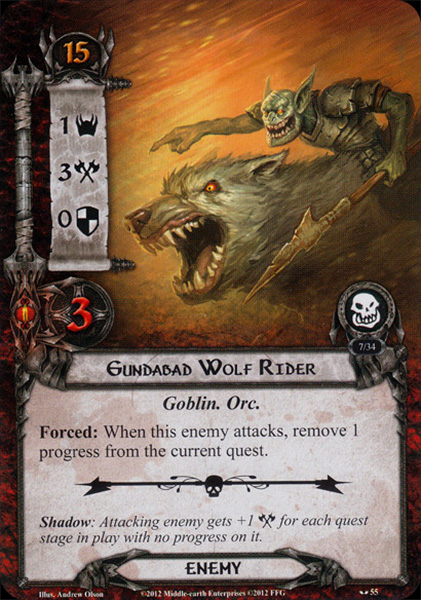 15
1
3
0
3
7/34
Gundabad Wolf Rider
Goblin. Orc.
Forced: When this enemy attacks, remove 1
progress from the current quest.
Shadow: Attacking enemy gets +1 for each quest
stage in play with no progress on it.
ENEMY
Illus. Andrew Olson ©2012 Middle-earth Enterprises ©2012 FFG 55